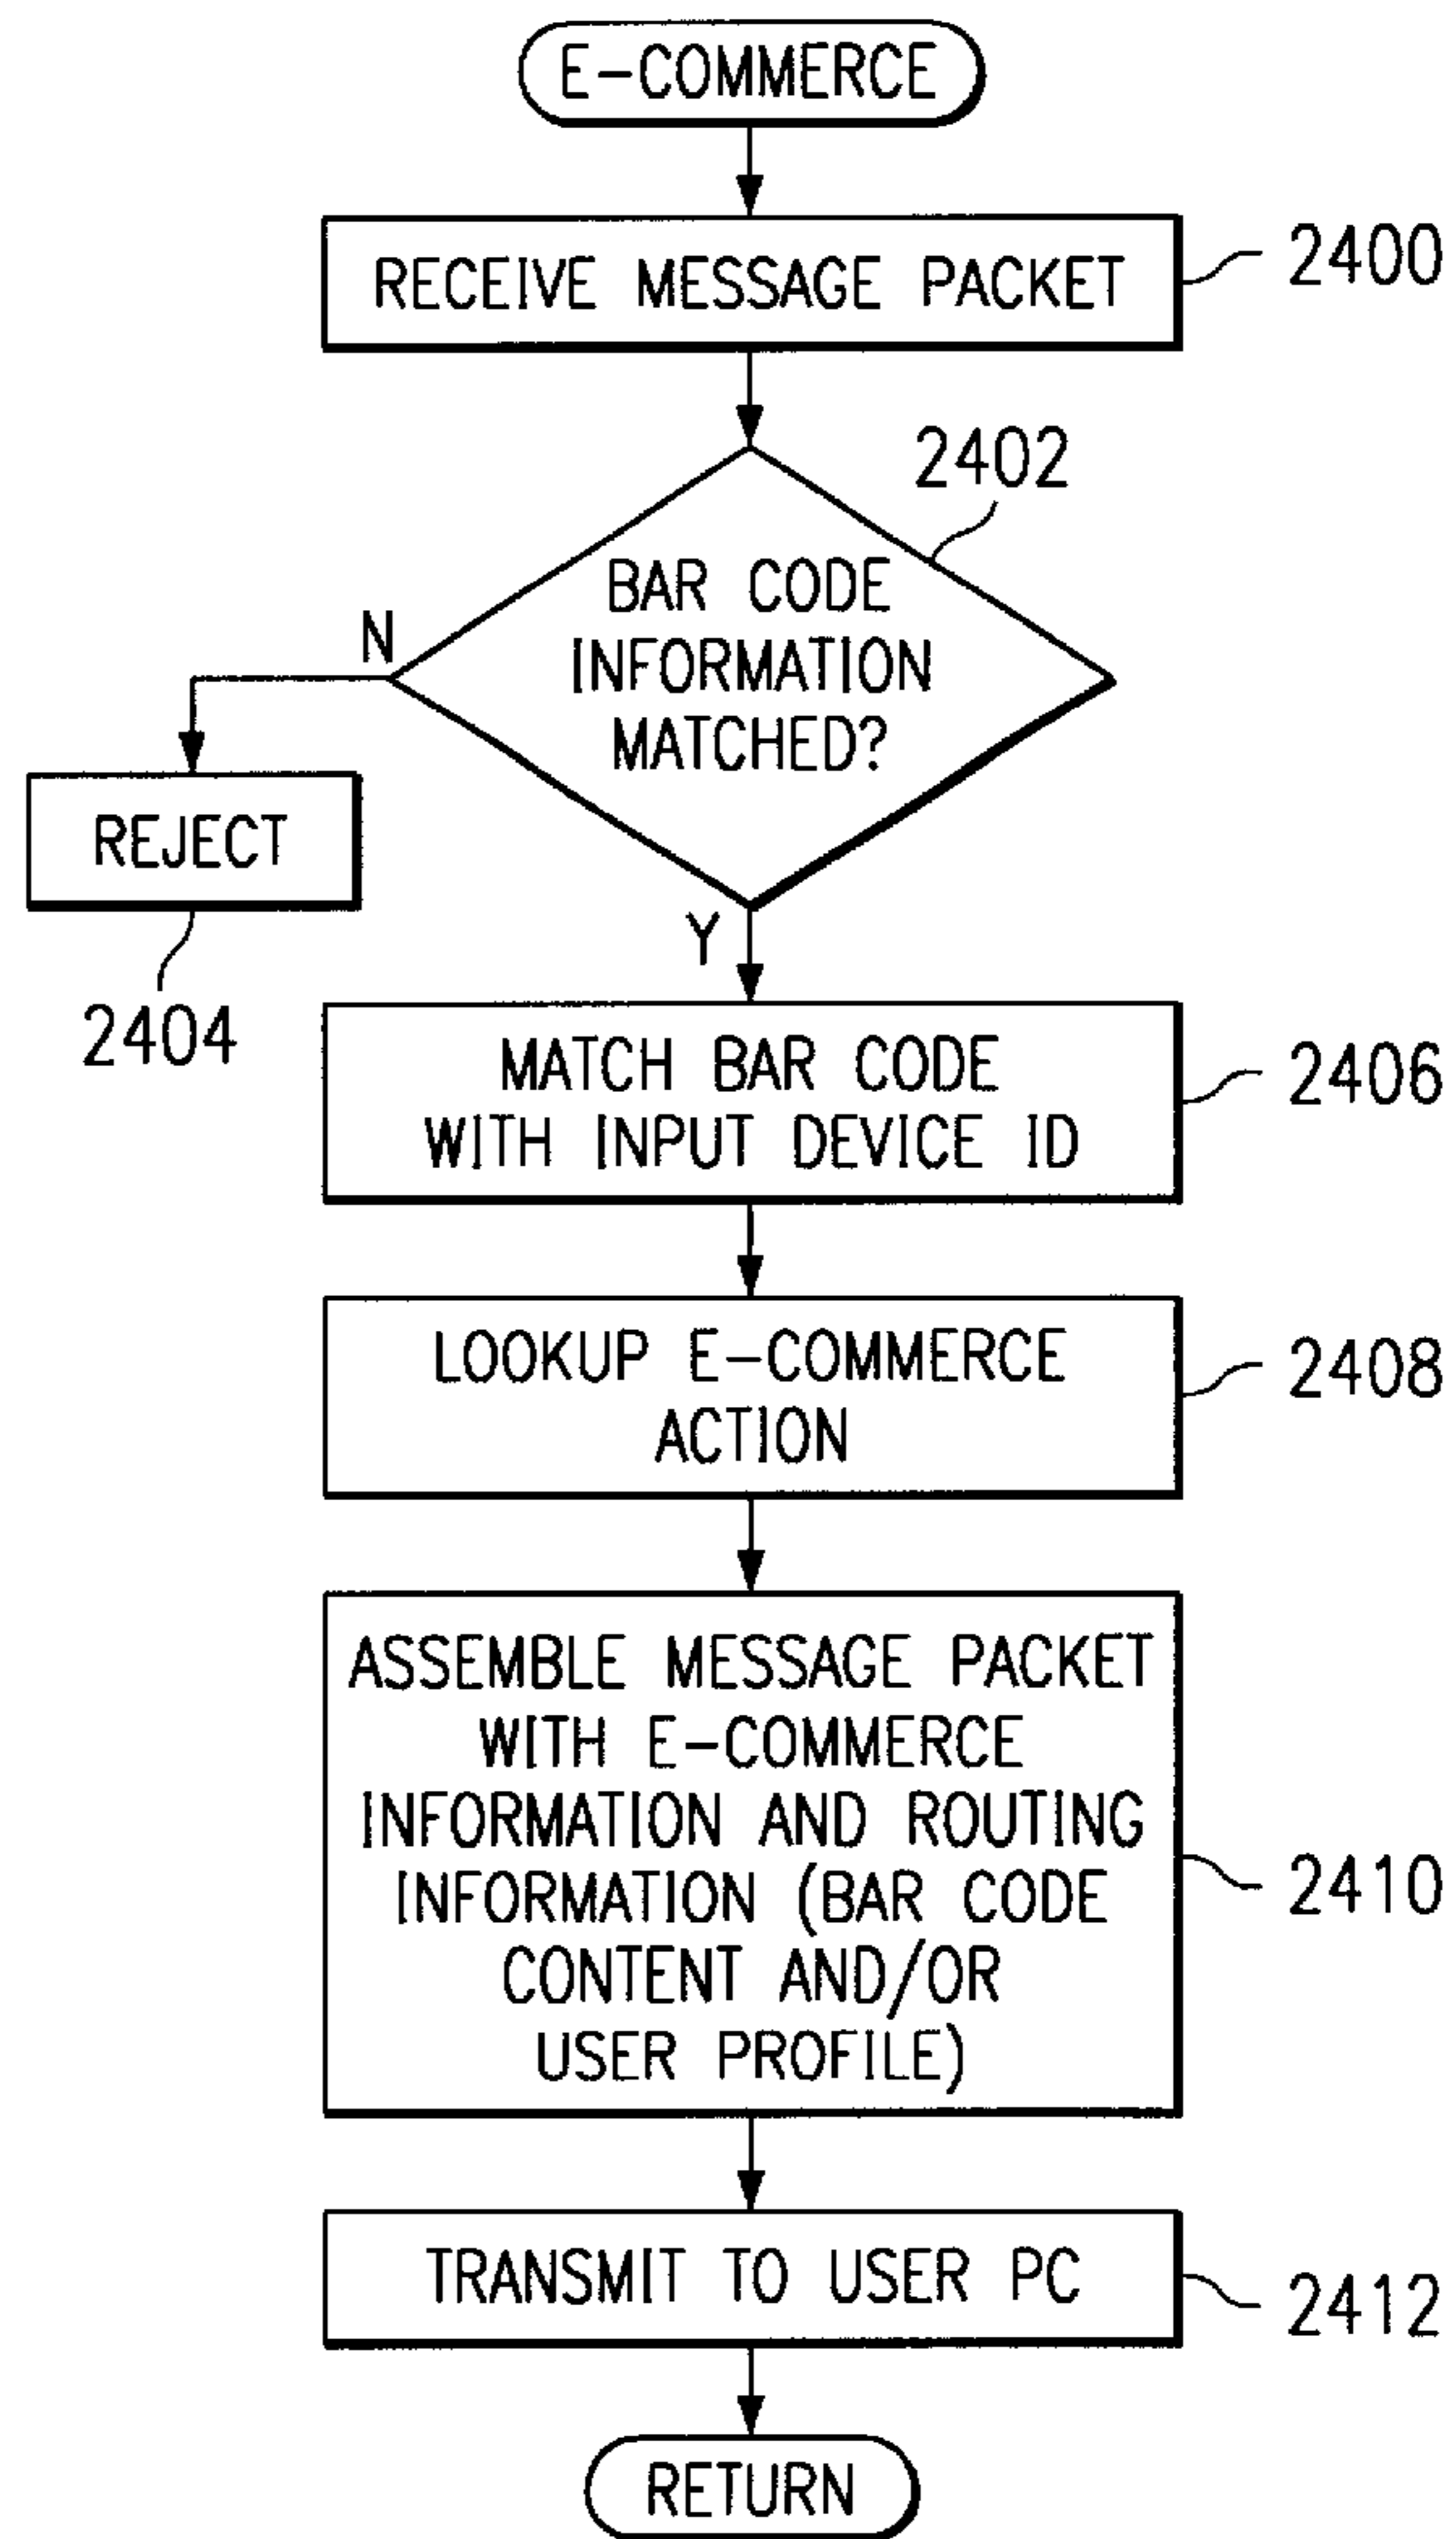 E-COMMERCE
RECEIVE MESSAGE PACKET
2400
2402
BAR CODE
INFORMATION
MATCHED?
N
REJECT
2404
Y
MATCH BAR CODE
WITH INPUT DEVICE ID
2406
LOOKUP E-COMMERCE
ACTION
2408
ASSEMBLE MESSAGE PACKET
WITH E-COMMERCE
INFORMATION AND ROUTING
INFORMATION (BAR CODE
CONTENT AND/OR
USER PROFILE)
2410
TRANSMIT TO USER PC
2412
RETURN